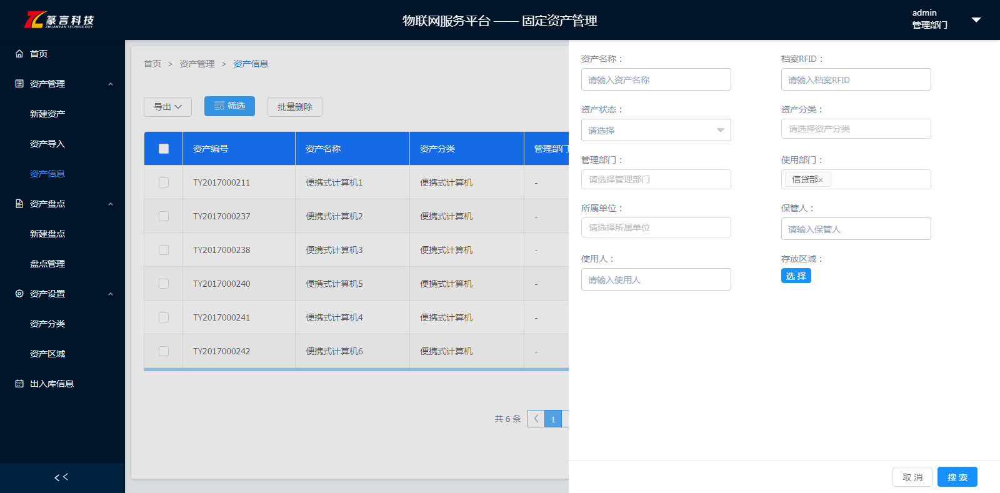 篆言科技
ZHUANYAN TECHNOLOGY
物联网服务平台 —— 固定资产管理
admin
管理部门
首页
资产管理
新建资产
资产导入
资产信息
资产盘点
新建盘点
盘点管理
资产设置
资产分类
资产区域
出入库信息
<<
首页 > 资产管理 > 资产信息
导出 筛选 批量删除
资产编号 资产名称 资产分类 管理部门
TY2017000211 便携式计算机1 便携式计算机 -
TY2017000237 便携式计算机2 便携式计算机 -
TY2017000238 便携式计算机3 便携式计算机 -
TY2017000240 便携式计算机5 便携式计算机 -
TY2017000241 便携式计算机4 便携式计算机 -
TY2017000242 便携式计算机6 便携式计算机 -
共 6 条 < 1
资产名称： 档案RFID：
请输入资产名称 请输入档案RFID
资产状态： 资产分类：
请选择 请选择资产分类
管理部门： 使用部门：
请选择管理部门 信贷部×
所属单位： 保管人：
请选择所属单位 请输入保管人
使用人： 存放区域：
请输入使用人 选择
取消 搜索